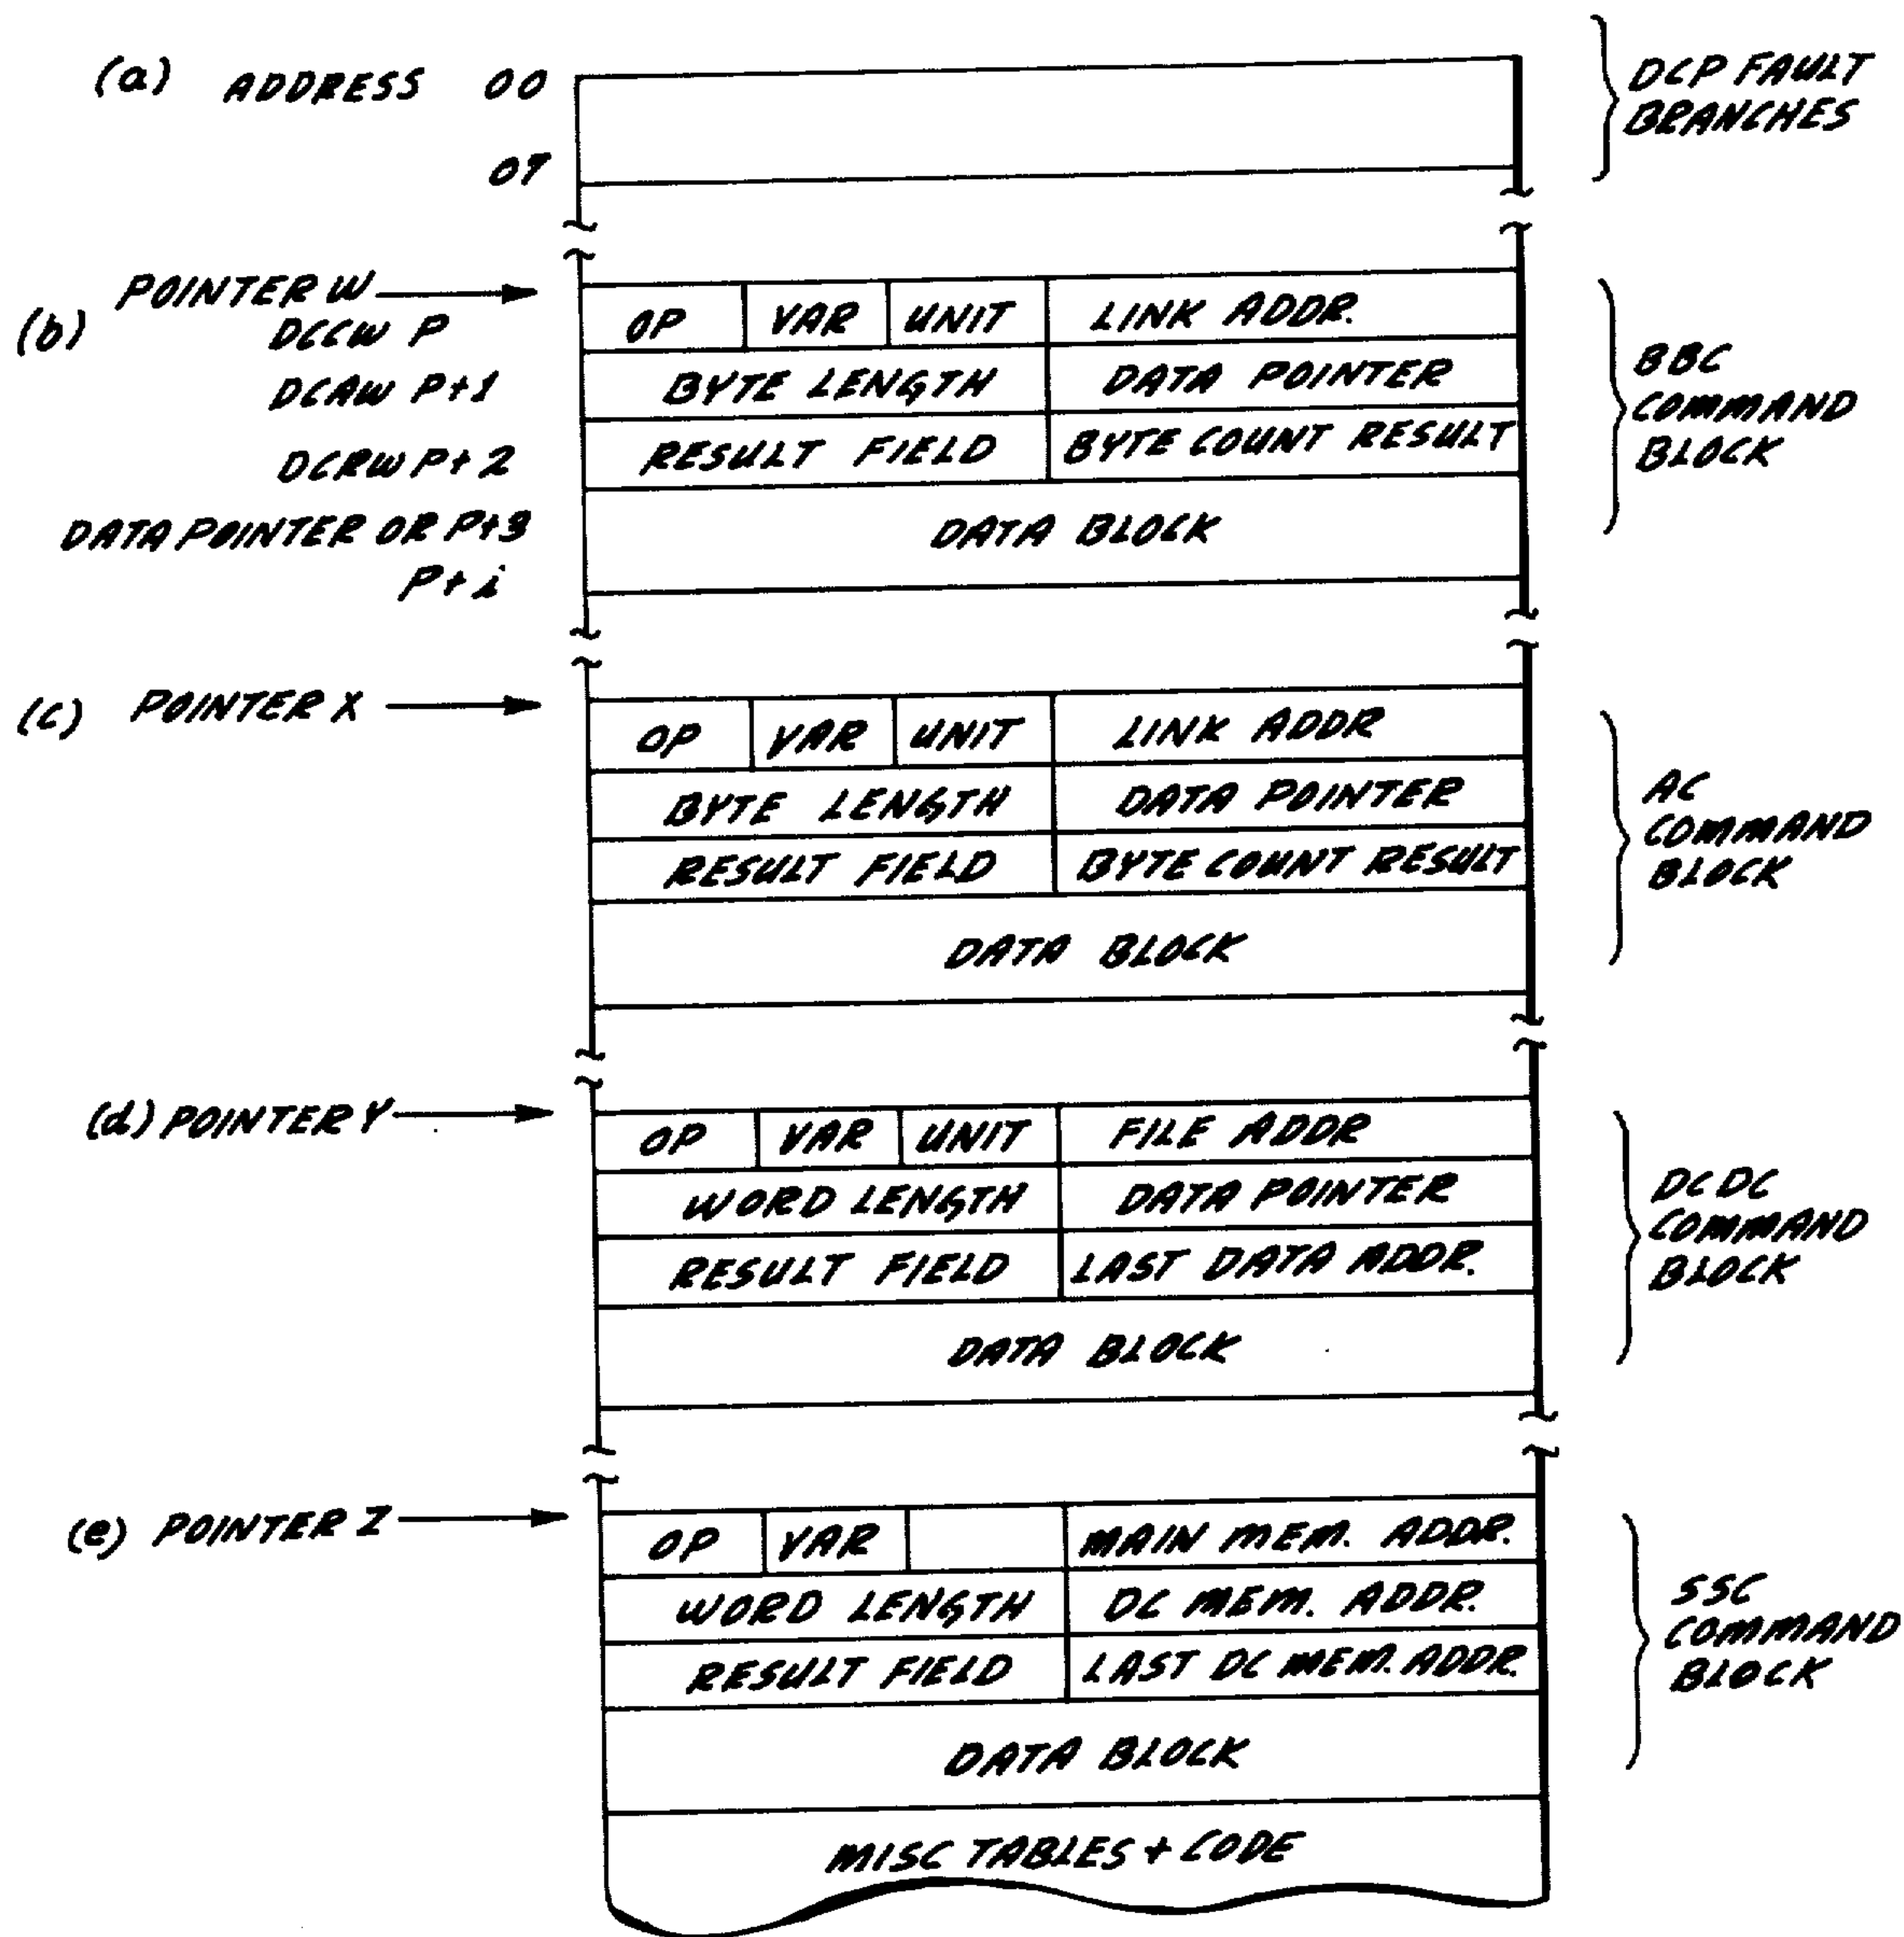 (a) ADDRESS 00
07
DCP FAULT
BRANCHES
(b) POINTER W
DCCW P
OP VAR UNIT LINK ADDR.
DCAW P+1
BYTE LENGTH DATA POINTER
DCRW P+2
RESULT FIELD BYTE COUNT RESULT
DATA POINTER OR P+3
DATA BLOCK
P+i
BBC
COMMAND
BLOCK
(c) POINTER X
OP VAR UNIT LINK ADDR
BYTE LENGTH DATA POINTER
RESULT FIELD BYTE COUNT RESULT
DATA BLOCK
AC
COMMAND
BLOCK
(d) POINTER Y
OP VAR UNIT FILE ADDR
WORD LENGTH DATA POINTER
RESULT FIELD LAST DATA ADDR.
DATA BLOCK
DCDC
COMMAND
BLOCK
(e) POINTER Z
OP VAR MAIN MEM. ADDR.
WORD LENGTH DC MEM. ADDR.
RESULT FIELD LAST DC MEM. ADDR.
DATA BLOCK
SSC
COMMAND
BLOCK
MISC TABLES + CODE